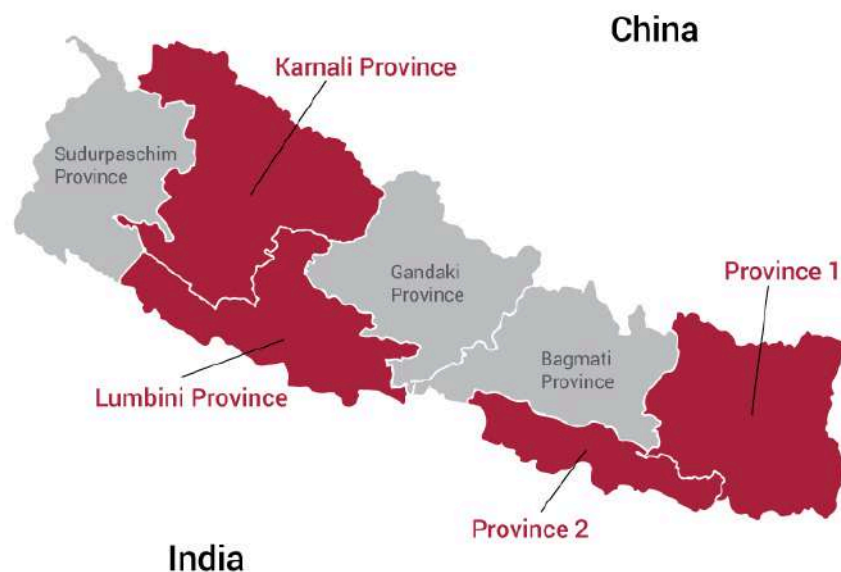 China
Karnali Province
Sudurpaschim
Province
Gandaki
Province
Province 1
Bagmati
Province
Lumbini Province
Province 2
India